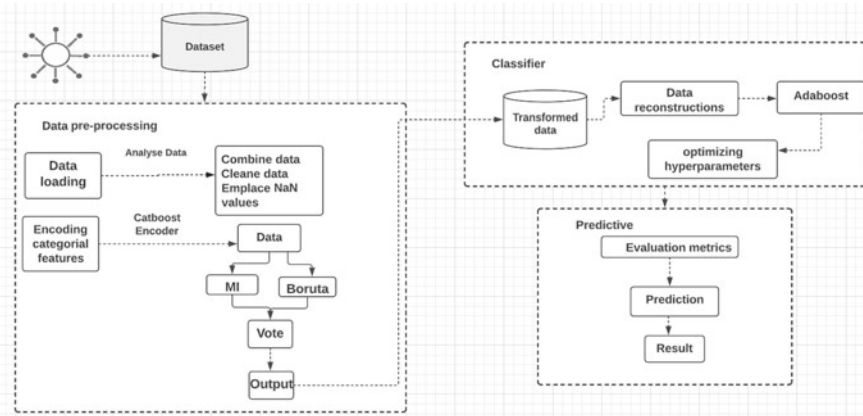 Dataset
Data pre-processing
Data
loading
Analyse Data
Combine data
Cleane data
Emplace NaN
values
Encoding
categorial
features
Catboost
Encoder
Data
MI
Boruta
Vote
Output
Classifier
Transformed
data
Data
reconstructions
Adaboost
optimizing
hyperparameters
Predictive
Evaluation metrics
Prediction
Result